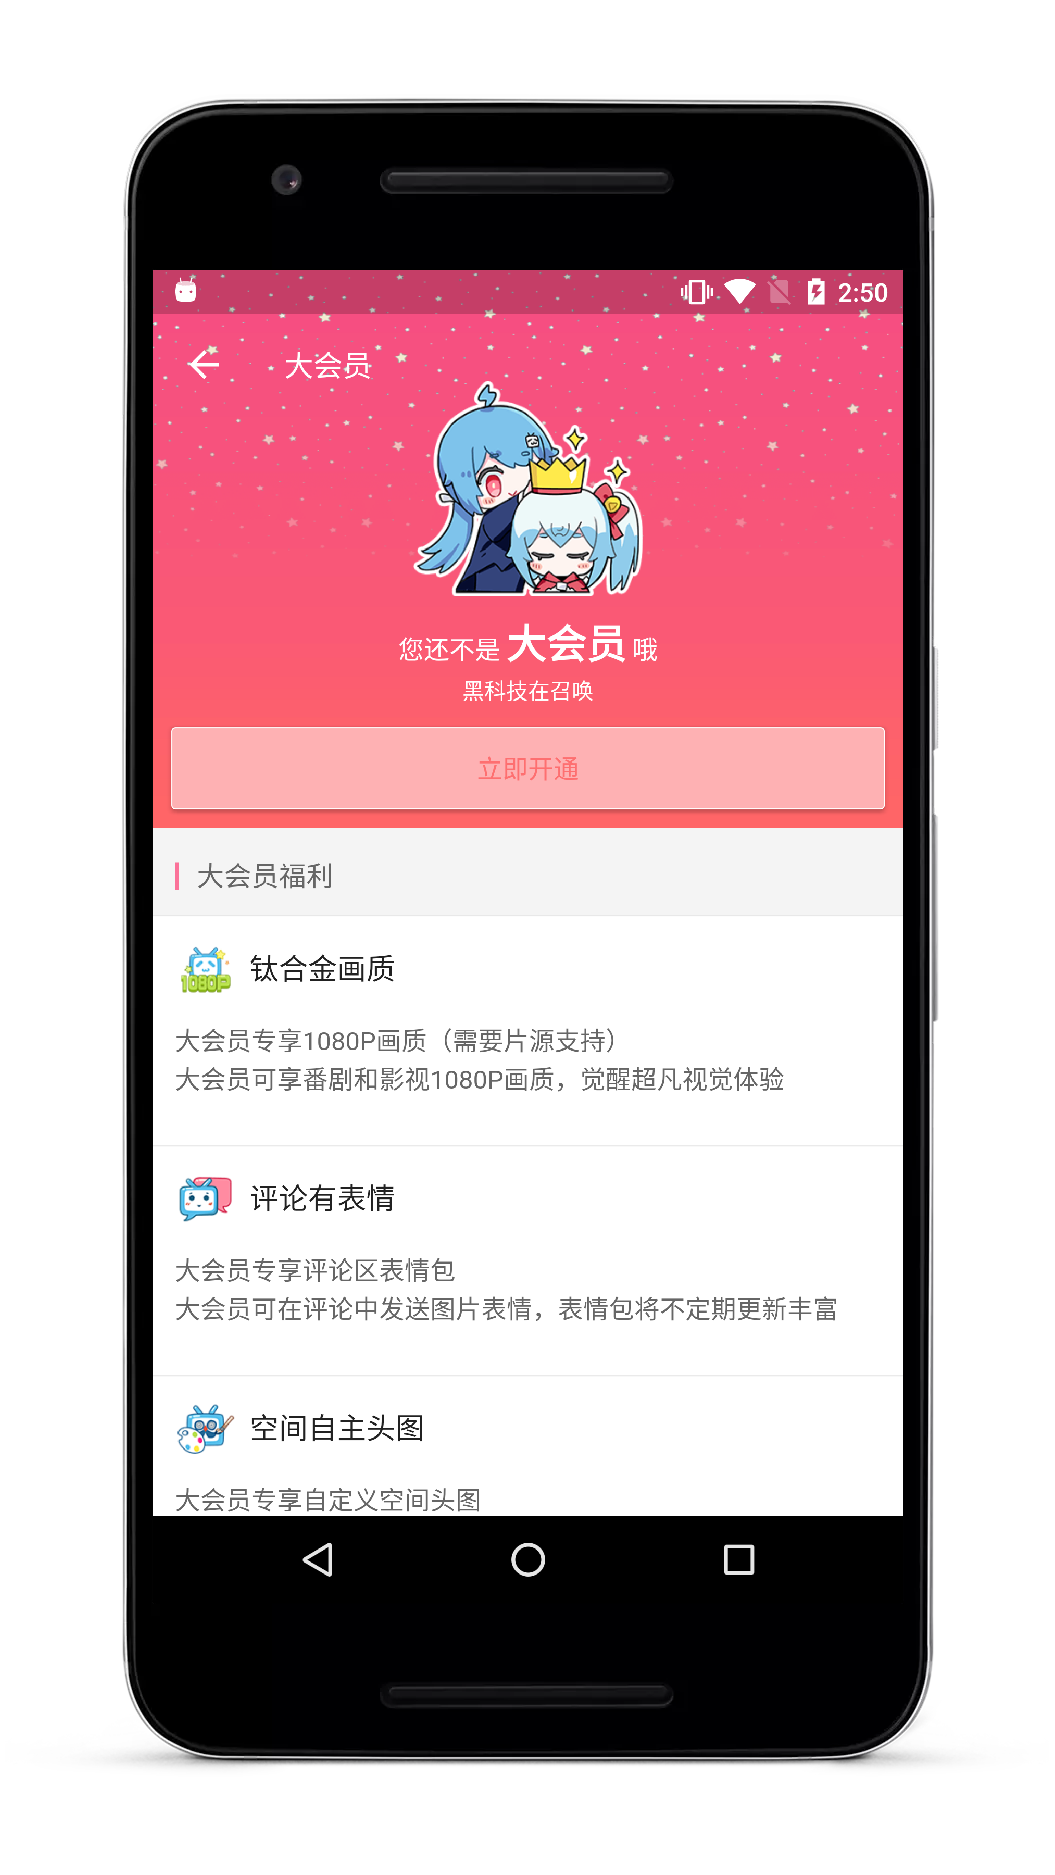 2:50
大会员
您还不是 大会员 哦
黑科技在召唤
立即开通
大会员福利
1080P
钛合金画质
大会员专享1080P画质（需要片源支持）
大会员可享番剧和影视1080P画质，觉醒超凡视觉体验
评论有表情
大会员专享评论区表情包
大会员可在评论中发送图片表情，表情包将不定期更新丰富
空间自主头图
大会员专享自定义空间头图